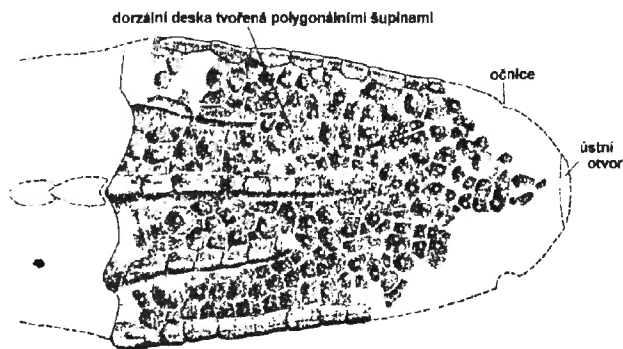 dorzální deska tvořená polygonálními šupinami
očnice
ústní
otvor